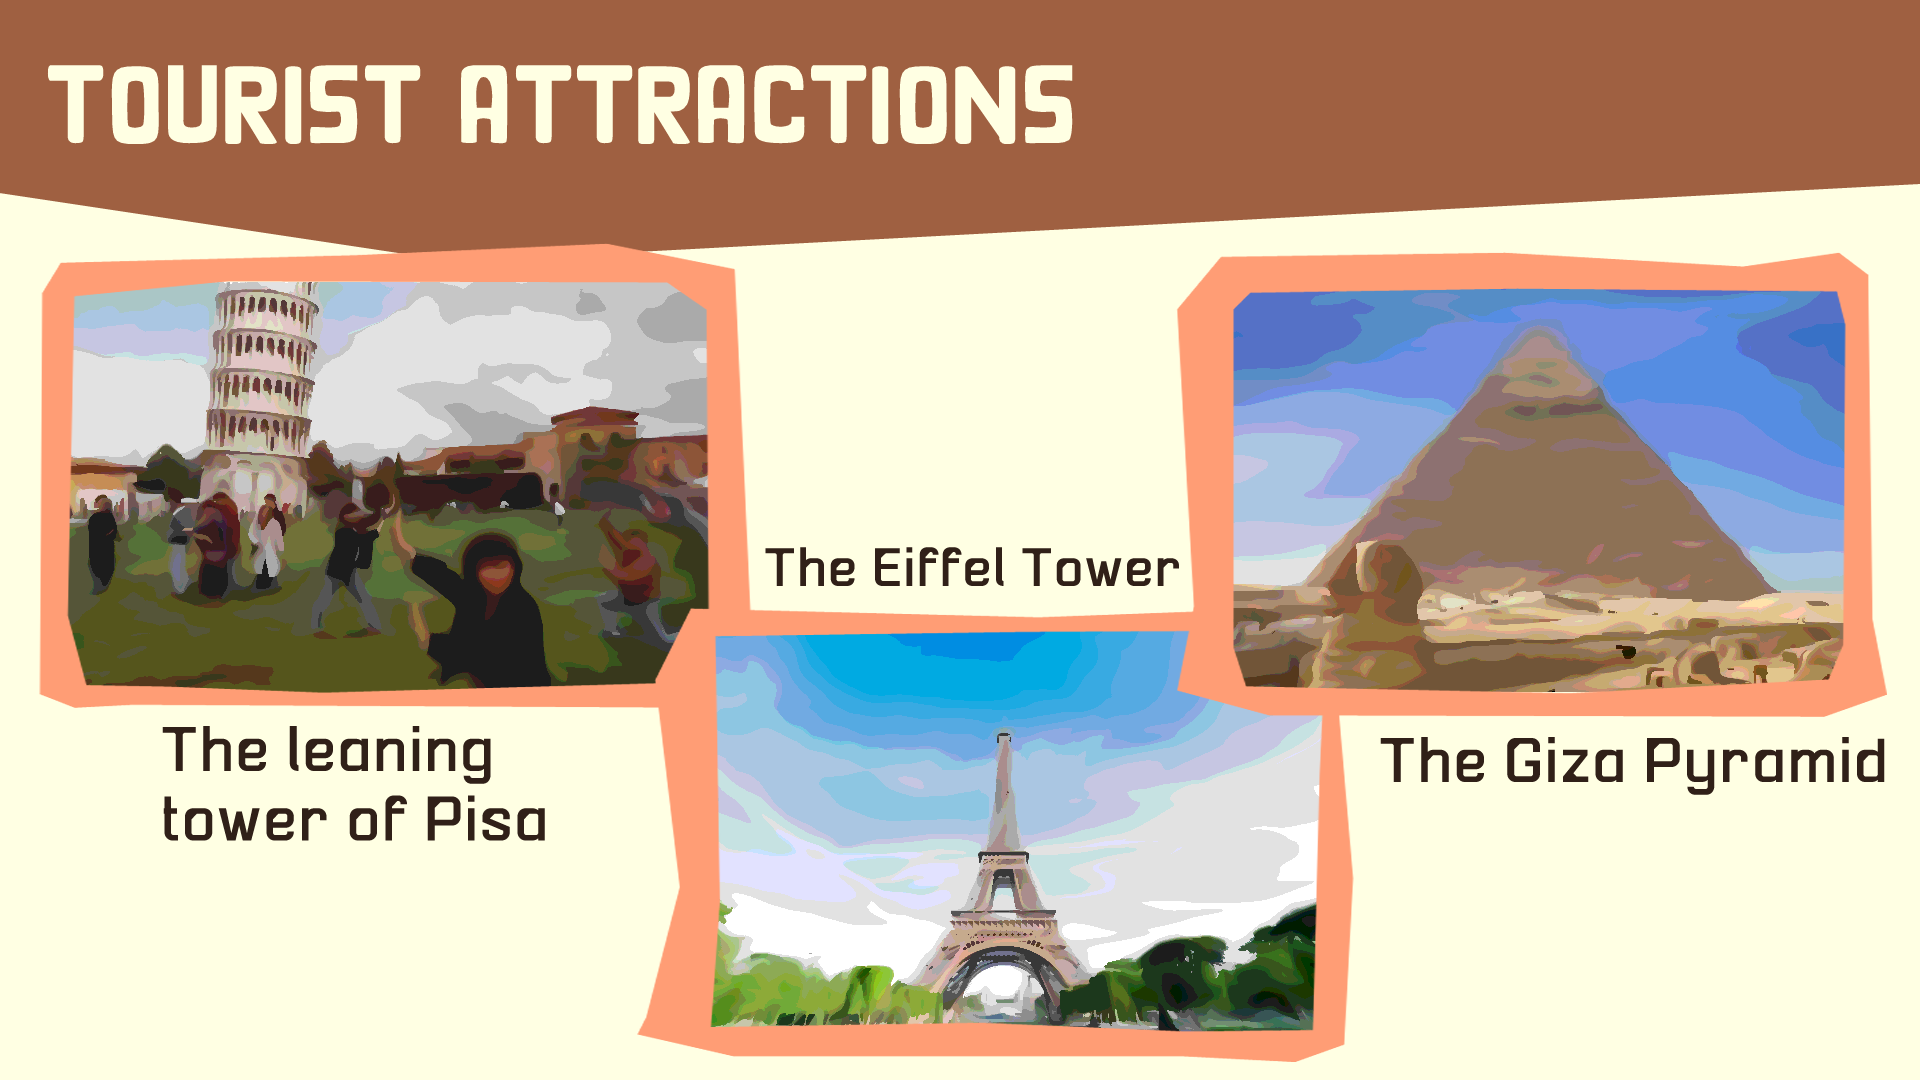 TOURIST ATTRACTIONS
The Eiffel Tower
The leaning
tower of Pisa
The Giza Pyramid